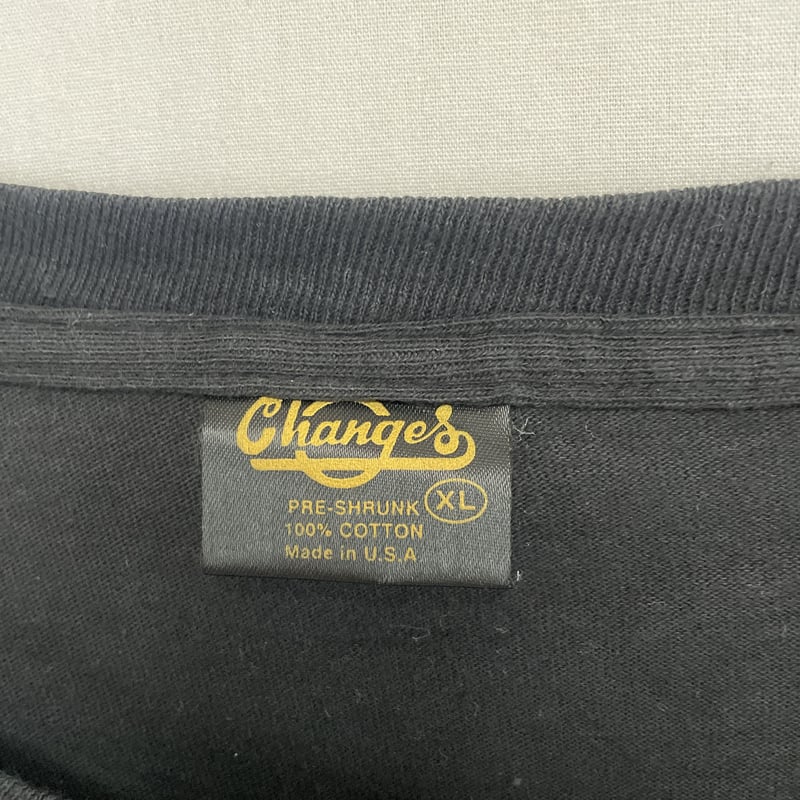 Changes
PRE-SHRUNK XL
100% COTTON
Made in U.S.A